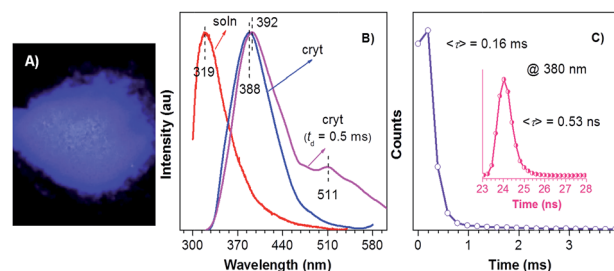 A)
B)
soln
392
cryt
319
388
cryt
(t_d = 0.5 ms)
511
Intensity (au)
300 370 440 510 580
Wavelength (nm)
C)
<τ> = 0.16 ms
@ 380 nm
<τ> = 0.53 ns
Counts
23 24 25 26 27 28
Time (ns)
0 1 2 3
Time (ms)